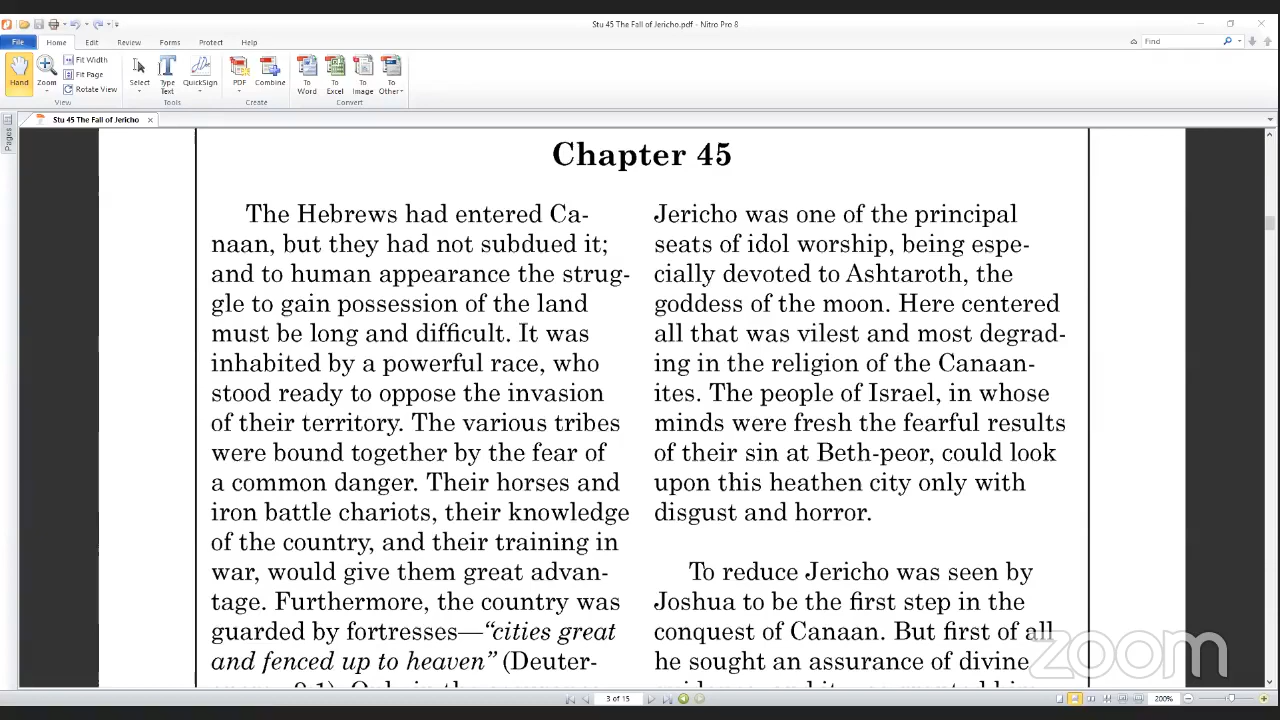 Stu 45 The Fall of Jericho.pdf - Nitro Pro 8
File Home Edit Review Forms Protect Help
Find
Hand
Zoom
Fit Width
Fit Page
Rotate View
View
Select
Type Text
QuickSign
Tools
PDF
Combine
Create
To Word
To Excel
To Image
To Other
Convert
Stu 45 The Fall of Jericho
Pages
Chapter 45
The Hebrews had entered Ca-
naan, but they had not subdued it;
and to human appearance the strug-
gle to gain possession of the land
must be long and difficult. It was
inhabited by a powerful race, who
stood ready to oppose the invasion
of their territory. The various tribes
were bound together by the fear of
a common danger. Their horses and
iron battle chariots, their knowledge
of the country, and their training in
war, would give them great advan-
tage. Furthermore, the country was
guarded by fortresses—“cities great
and fenced up to heaven” (Deuter-
Jericho was one of the principal
seats of idol worship, being espe-
cially devoted to Ashtaroth, the
goddess of the moon. Here centered
all that was vilest and most degrad-
ing in the religion of the Canaan-
ites. The people of Israel, in whose
minds were fresh the fearful results
of their sin at Beth-peor, could look
upon this heathen city only with
disgust and horror.
To reduce Jericho was seen by
Joshua to be the first step in the
conquest of Canaan. But first of all
he sought an assurance of divine
zoom
3 of 15
200%